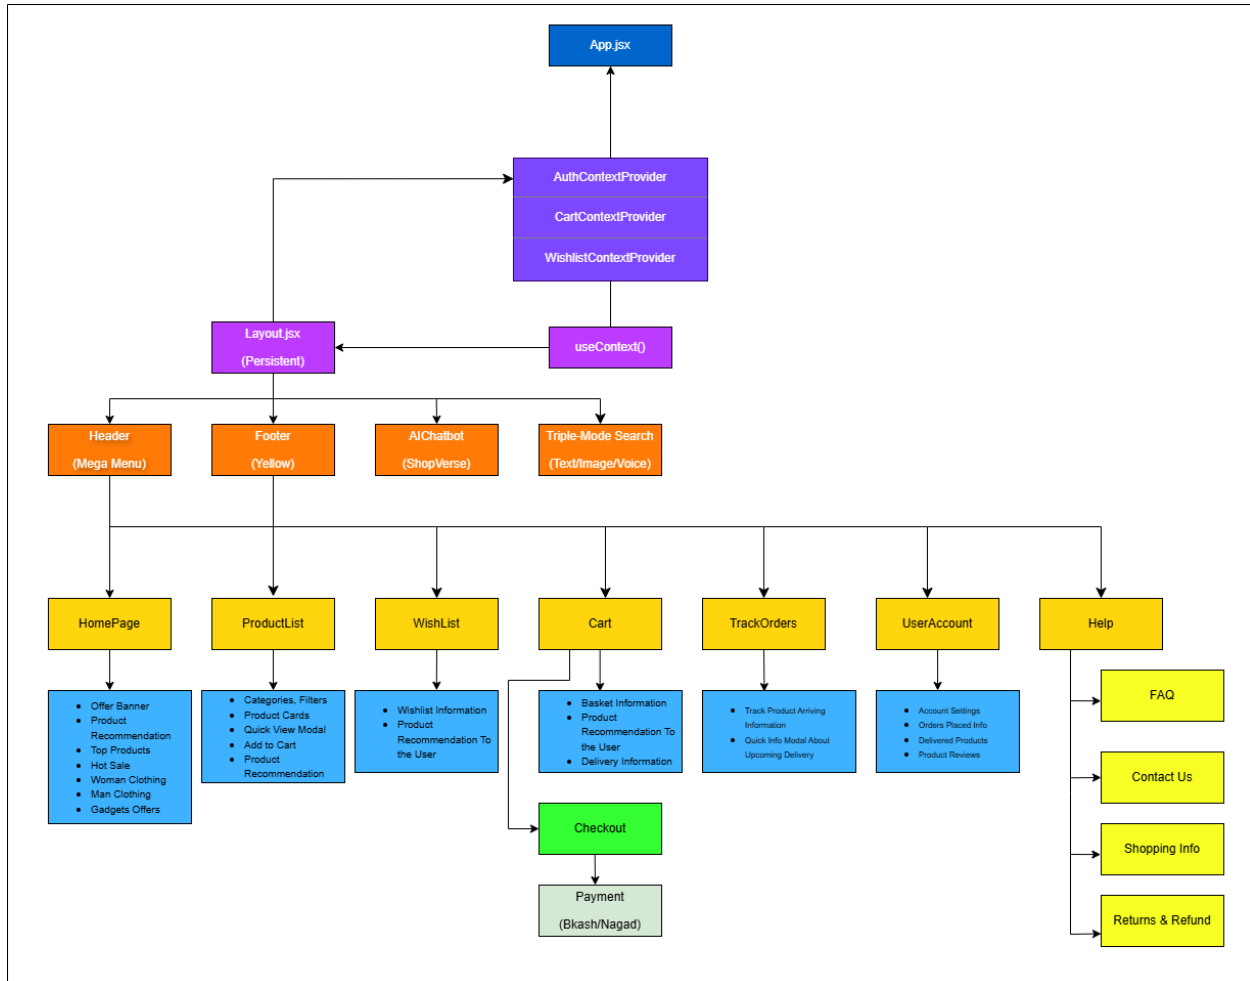 App.jsx
AuthContextProvider
CartContextProvider
WishlistContextProvider
Layout.jsx
(Persistent)
useContext()
Header
(Mega Menu)
Footer
(Yellow)
AIChatbot
(ShopVerse)
Triple-Mode Search
(Text/Image/Voice)
HomePage
ProductList
WishList
Cart
TrackOrders
UserAccount
Help
Offer Banner
Product
Recommendation
Top Products
Hot Sale
Woman Clothing
Man Clothing
Gadgets Offers
Categories, Filters
Product Cards
Quick View Modal
Add to Cart
Product
Recommendation
Wishlist Information
Product
Recommendation To
the User
Basket Information
Product
Recommendation To
the User
Delivery Information
Track Product Arriving
Information
Quick Info Modal About
Upcoming Delivery
Account Settings
Orders Placed Info
Delivered Products
Product Reviews
FAQ
Contact Us
Shopping Info
Returns & Refund
Checkout
Payment
(Bkash/Nagad)